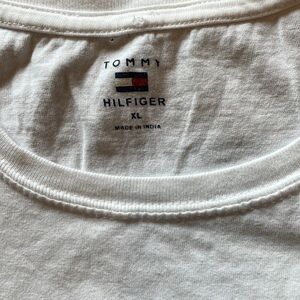 TOMMY
HILFIGER
XL
MADE IN INDIA